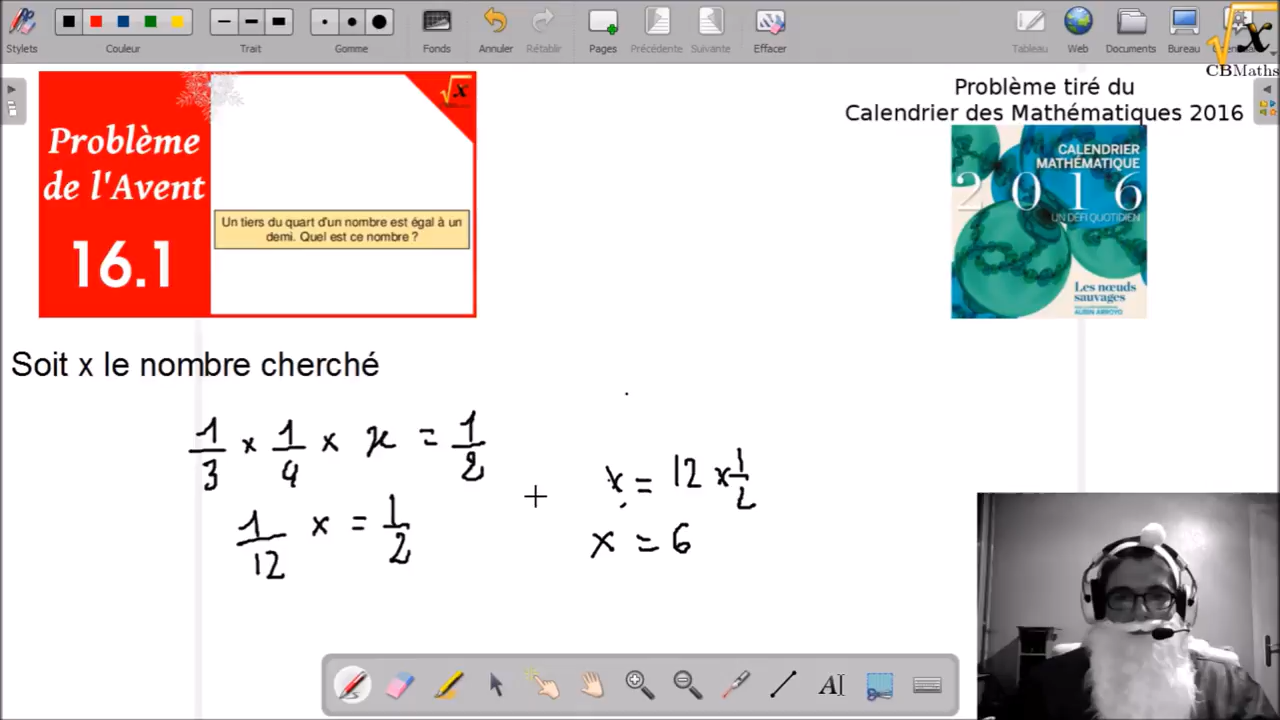 Stylets
Couleur
Trait
Gomme
Fonds
Annuler
Rétablir
Pages
Précédente
Suivante
Effacer
Tableau
Web
Documents
Bureau
CBMaths
Problème
de l'Avent
16.1
Un tiers du quart d'un nombre est égal à un
demi. Quel est ce nombre ?
Problème tiré du
Calendrier des Mathématiques 2016
CALENDRIER
MATHÉMATIQUE
2016
UN DÉFI QUOTIDIEN
Les nœuds
sauvages
AUBIN ARROYO
Soit x le nombre cherché
1/3 x 1/4 x x = 1/2
1/12 x = 1/2
x = 12 x 1/2
x = 6